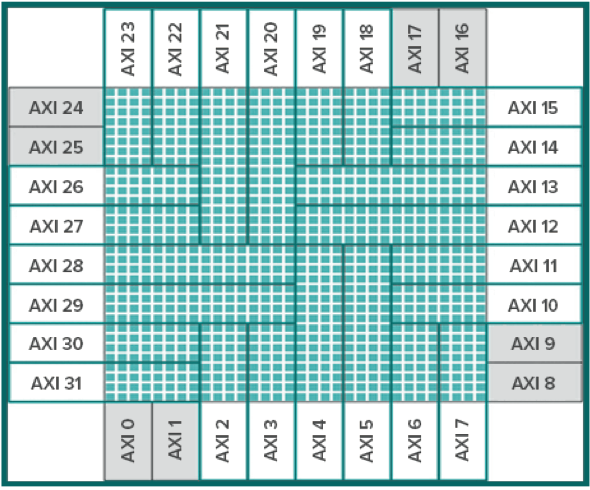 AXI 23
AXI 22
AXI 21
AXI 20
AXI 19
AXI 18
AXI 17
AXI 16
AXI 24
AXI 15
AXI 25
AXI 14
AXI 26
AXI 13
AXI 27
AXI 12
AXI 28
AXI 11
AXI 29
AXI 10
AXI 30
AXI 9
AXI 31
AXI 8
AXI 0
AXI 1
AXI 2
AXI 3
AXI 4
AXI 5
AXI 6
AXI 7